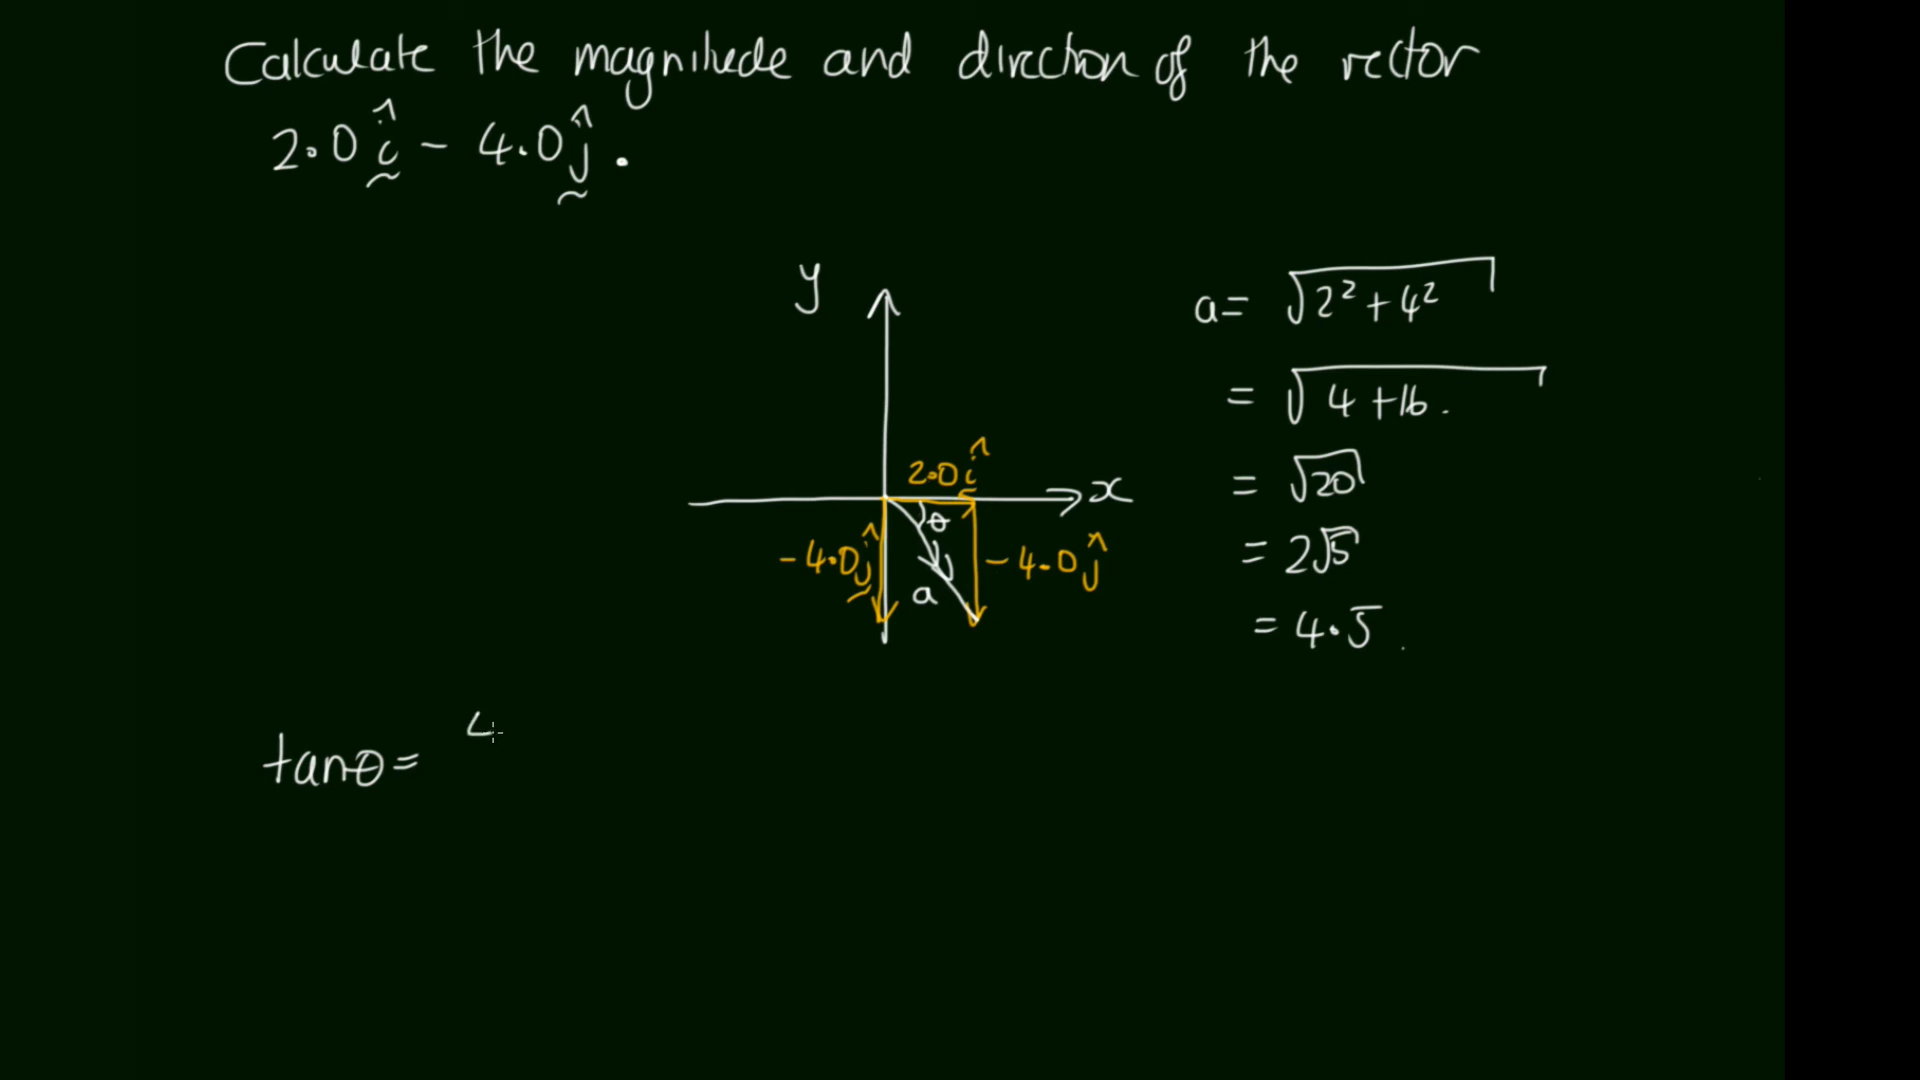 Calculate the magnitude and direction of the vector
2.0 î - 4.0 ĵ .
y
a = √2² + 4²
= √4 + 16 .
2.0 î
x
= √20
θ
-4.0 ĵ
-4.0 ĵ
= 2√5
a
= 4.5
tanθ = 4